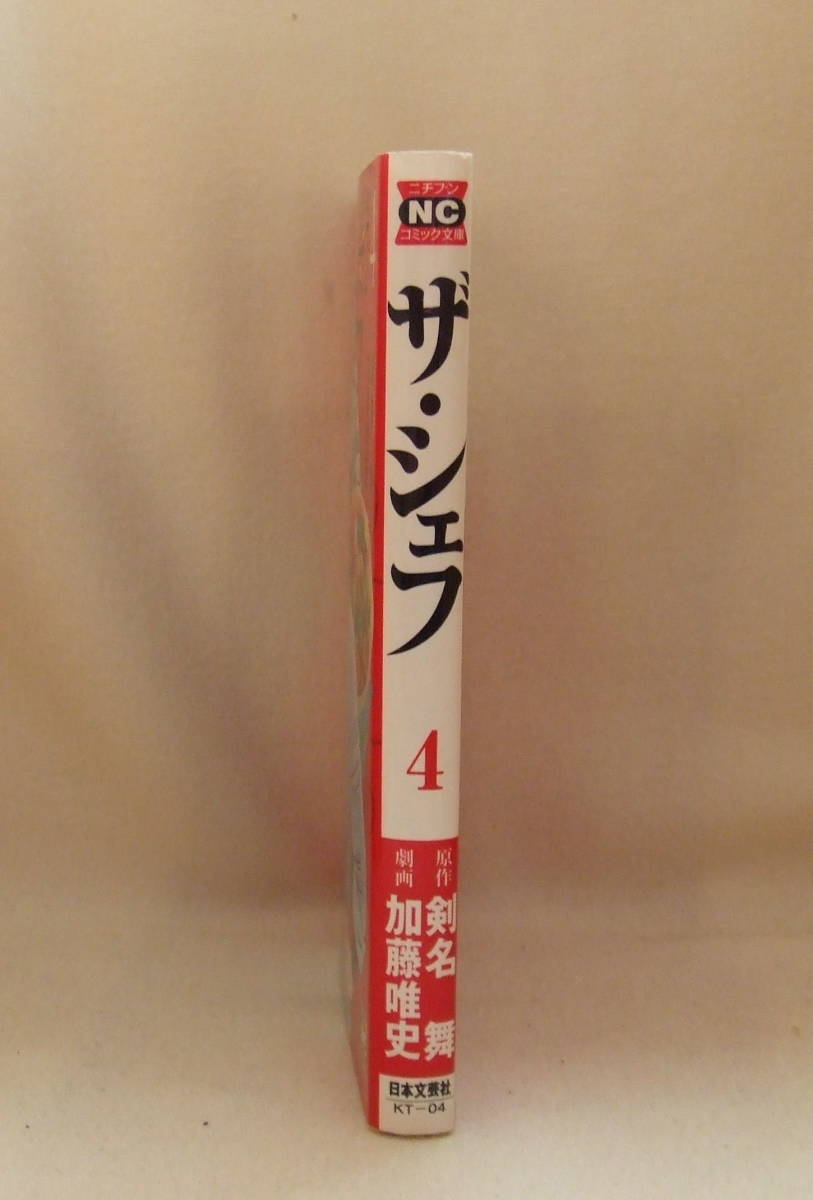 ニチブン
NC
コミック文庫
ザ・シェフ
4
原作 剣名 舞
劇画 加藤唯史
日本文芸社
KT-04